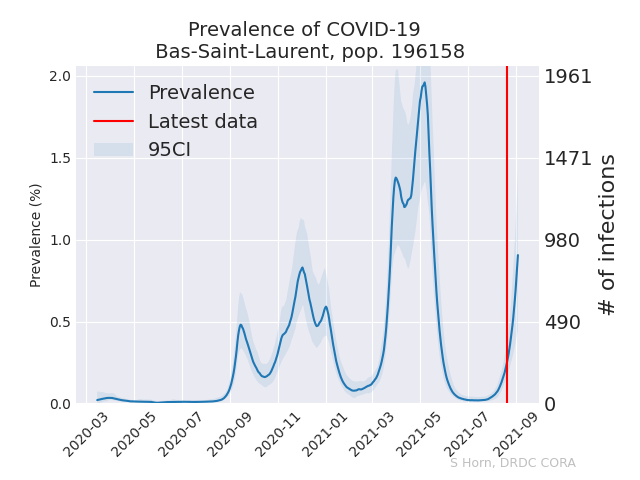 Prevalence of COVID-19
Bas-Saint-Laurent, pop. 196158
Prevalence
Latest data
95CI
Prevalence (%)
2.0
1.5
1.0
0.5
0.0
1961
1471
980
490
0
# of infections
2020-03
2020-05
2020-07
2020-09
2020-11
2021-01
2021-03
2021-05
2021-07
2021-09
S Horn, DRDC CORA